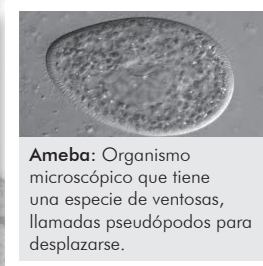 Ameba: Organismo
microscópico que tiene
una especie de ventosas,
llamadas pseudópodos para
desplazarse.